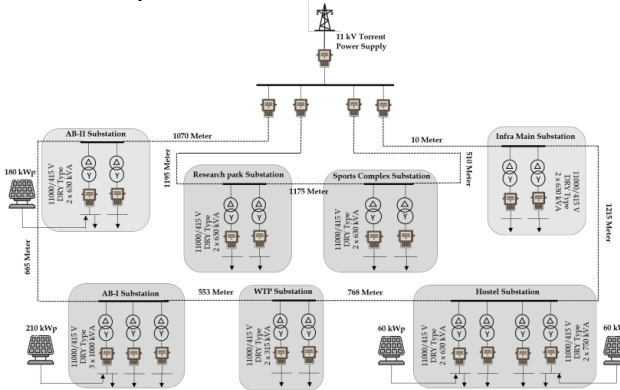 11 kV Torrent
Power Supply
1070 Meter
10 Meter
AB-II Substation
11000/415 V
DRY Type
2 x 630 kVA
180 kWp
1195 Meter
510 Meter
Research park Substation
11000/415 V
DRY Type
2 x 630 kVA
1175 Meter
Sports Complex Substation
11000/415 V
DRY Type
2 x 630 kVA
Infra Main Substation
11000/415 V
DRY Type
2 x 630 kVA
1215 Meter
665 Meter
AB-I Substation
11000/415 V
DRY Type
3 x 1000 kVA
210 kWp
553 Meter
WTP Substation
11000/415 V
DRY Type
2 x 315 kVA
768 Meter
Hostel Substation
11000/415 V
DRY Type
2 x 630 kVA
11000/415 V
DRY Type
2 x 750 kVA
60 kWp
60 kWp